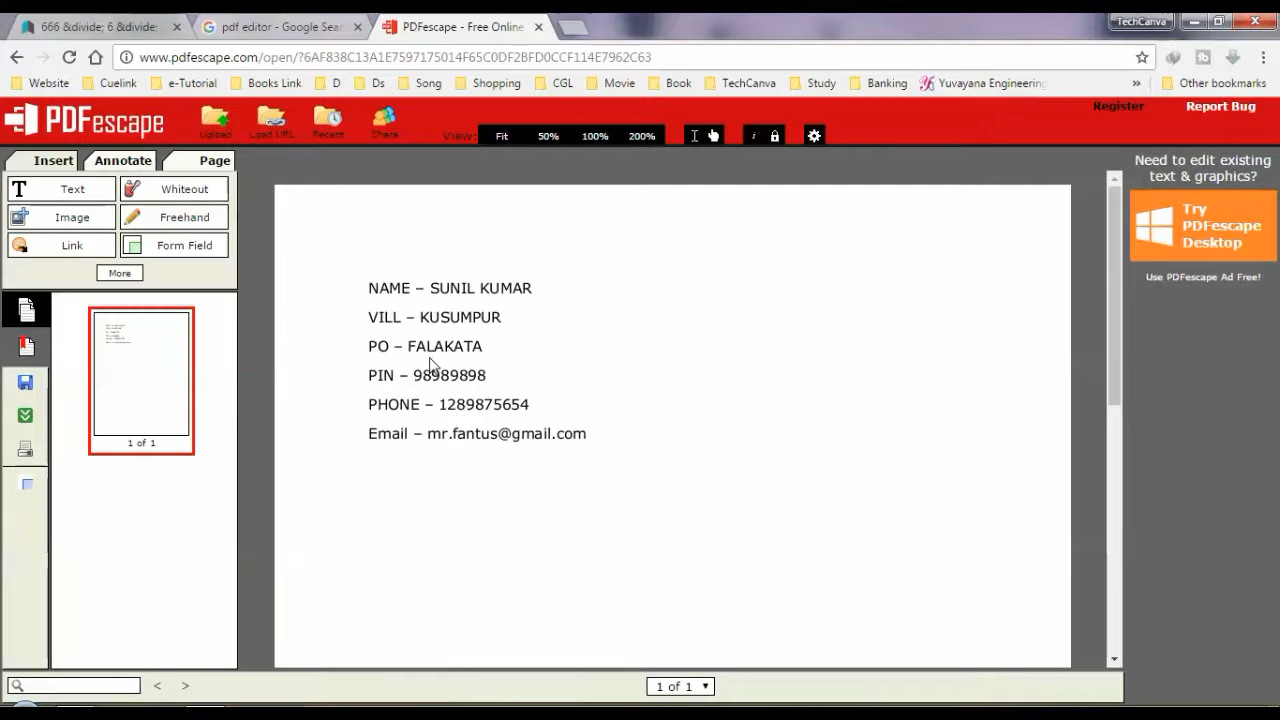 666 &divide; 6 &divide;
pdf editor - Google Sear
PDFescape - Free Online
TechCanva
www.pdfescape.com/open/?6AF838C13A1E7597175014F65C0DF2BFD0CCF114E7962C63
Website Cuelink e-Tutorial Books Link D Ds Song Shopping CGL Movie Book TechCanva Study Banking Yuvayana Engineering » Other bookmarks
PDFescape
Upload Load URL Recent Share View: Fit 50% 100% 200% Register Report Bug
Insert Annotate Page
Text Whiteout
Image Freehand
Link Form Field
More
1 of 1
NAME – SUNIL KUMAR
VILL – KUSUMPUR
PO – FALAKATA
PIN – 98989898
PHONE – 1289875654
Email – mr.fantus@gmail.com
Need to edit existing
text & graphics?
Try
PDFescape
Desktop
Use PDFescape Ad Free!
< > 1 of 1